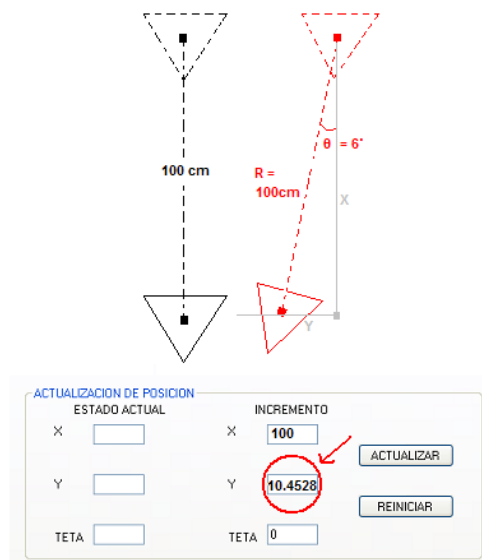 100 cm
R =
100cm
θ = 6°
X
Y
ACTUALIZACION DE POSICION
ESTADO ACTUAL INCREMENTO
X X 100
ACTUALIZAR
Y Y 10.4528
REINICIAR
TETA TETA 0